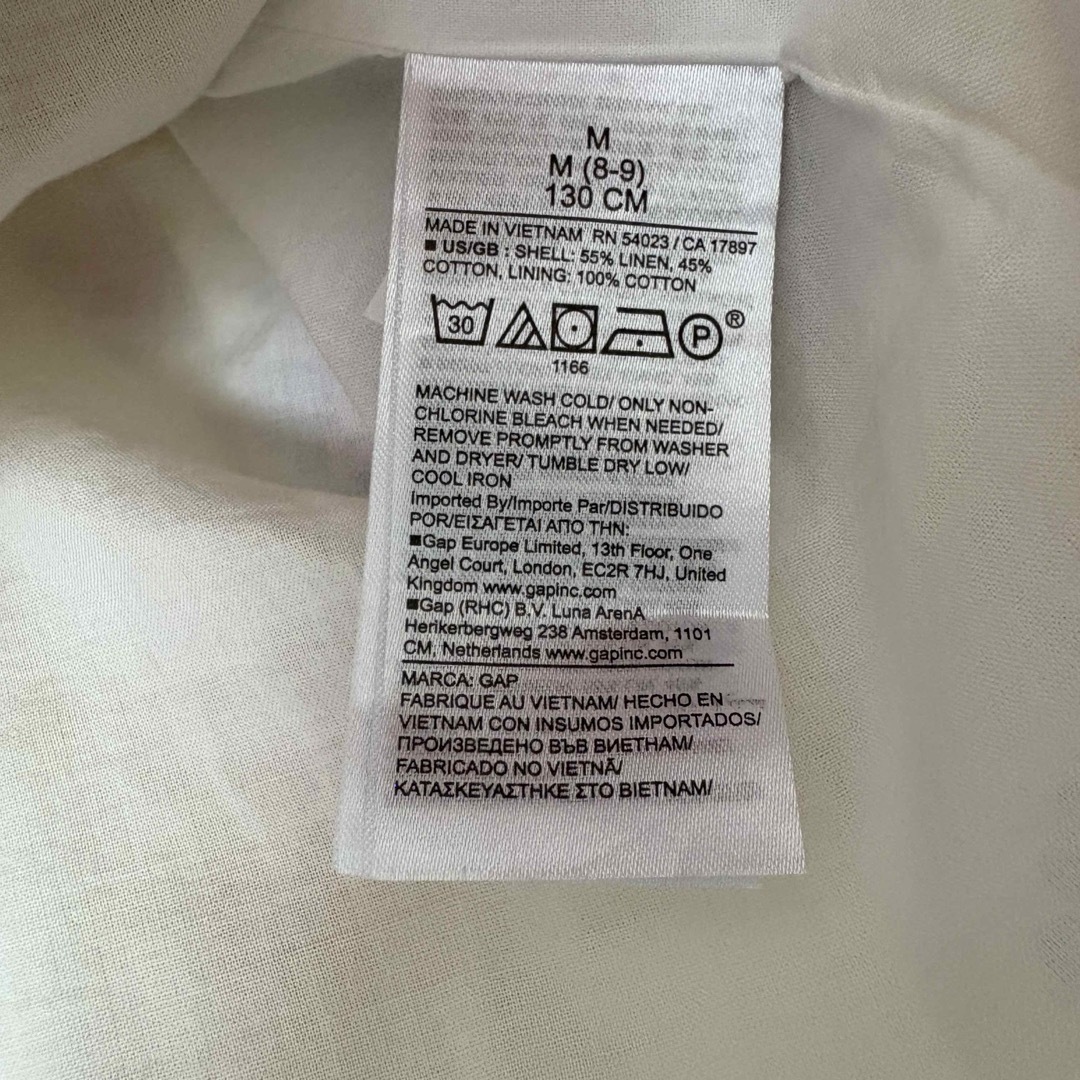 M
M (8-9)
130 CM
MADE IN VIETNAM RN 54023 / CA 17897
■ US/GB : SHELL: 55% LINEN, 45%
COTTON, LINING: 100% COTTON
30 P ®
1166
MACHINE WASH COLD/ ONLY NON-
CHLORINE BLEACH WHEN NEEDED/
REMOVE PROMPTLY FROM WASHER
AND DRYER/ TUMBLE DRY LOW/
COOL IRON
Imported By/Importe Par/DISTRIBUIDO
POR/ΕΙΣΑΓΕΤΑΙ ΑΠΟ ΤΗΝ:
■Gap Europe Limited, 13th Floor, One
Angel Court, London, EC2R 7HJ, United
Kingdom www.gapinc.com
■Gap (RHC) B.V. Luna ArenA
Herikerbergweg 238 Amsterdam, 1101
CM, Netherlands www.gapinc.com
MARCA: GAP
FABRIQUE AU VIETNAM/ HECHO EN
VIETNAM CON INSUMOS IMPORTADOS/
ПРОИЗВЕДЕНО ВЪВ ВИЕТНАМ/
FABRICADO NO VIETNÃ/
ΚΑΤΑΣΚΕΥΑΣΤΗΚΕ ΣΤΟ ΒΙΕΤΝΑΜ/